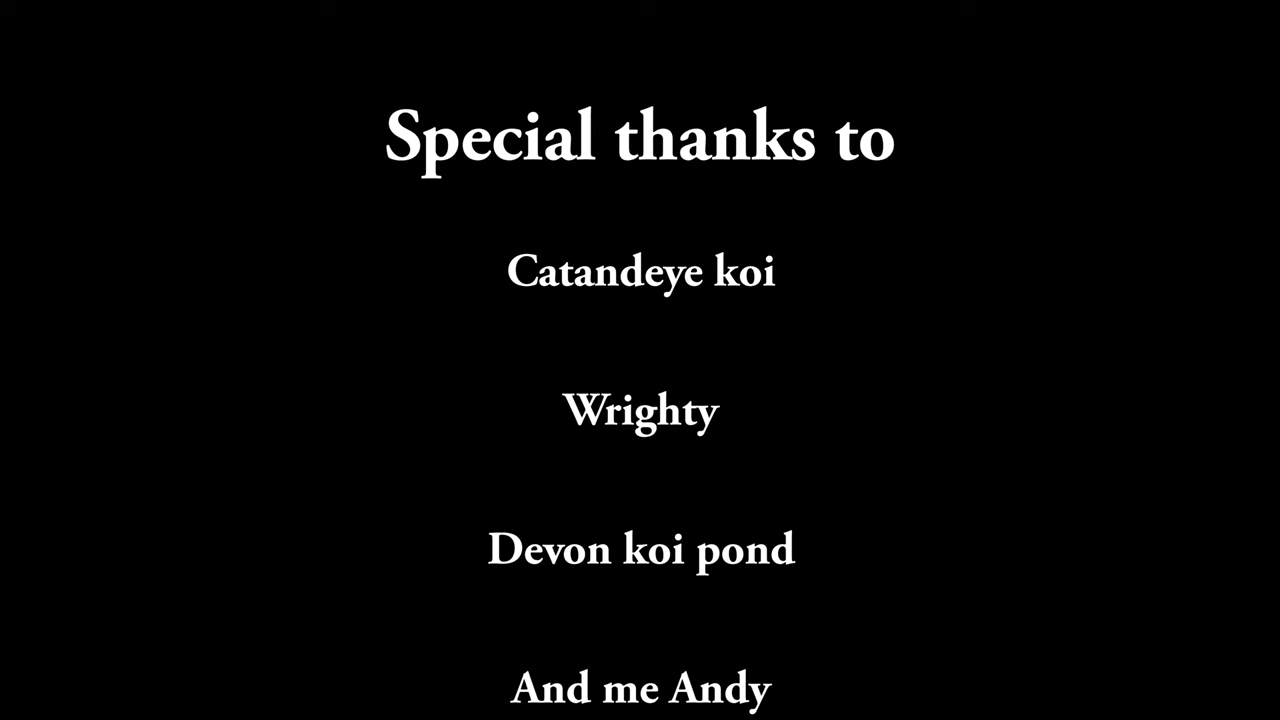 Special thanks to
Catandeye koi
Wrighty
Devon koi pond
And me Andy